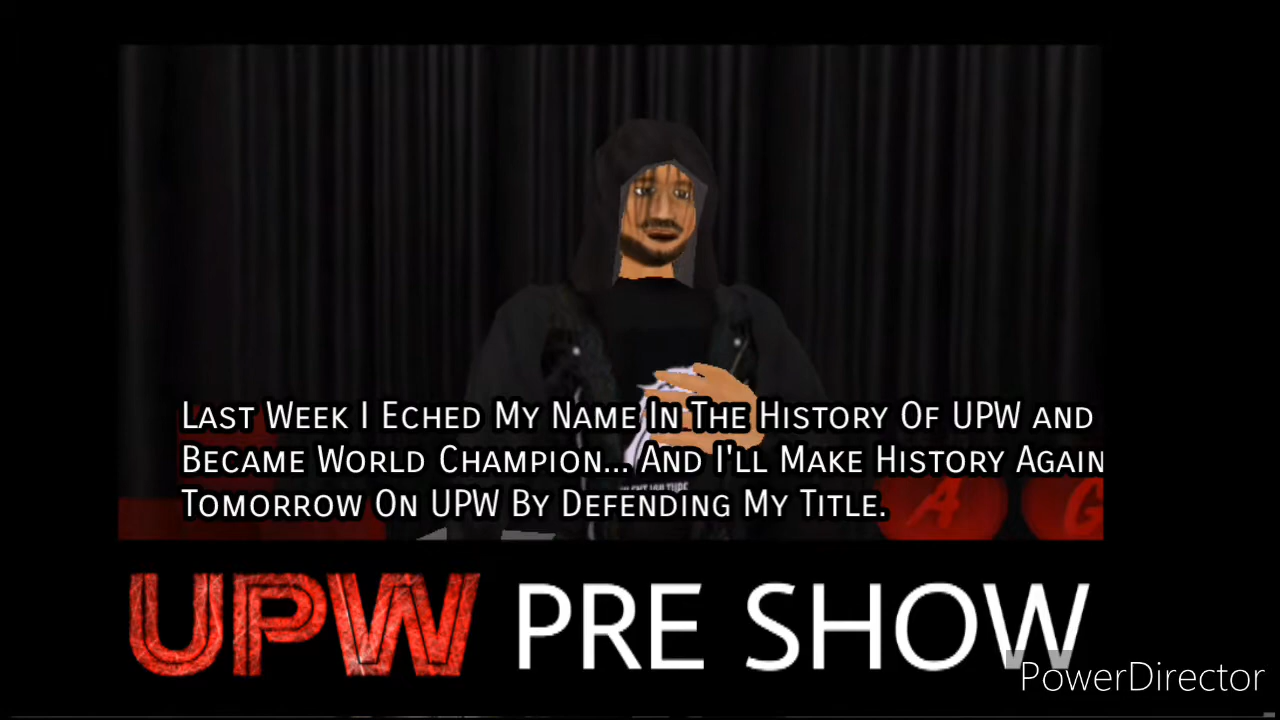 Last Week I Eched My Name In The History Of UPW and
Became World Champion... And I'll Make History Again
Tomorrow On UPW By Defending My Title.
A G
UPW PRE SHOW
PowerDirector